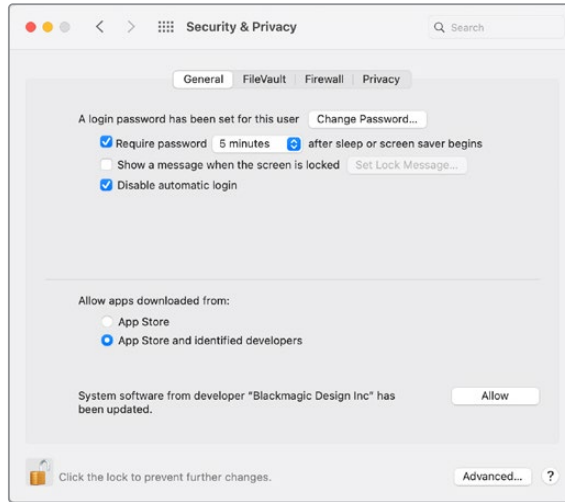 Security & Privacy
Search
General FileVault Firewall Privacy
A login password has been set for this user Change Password...
Require password 5 minutes after sleep or screen saver begins
Show a message when the screen is locked Set Lock Message...
Disable automatic login
Allow apps downloaded from:
App Store
App Store and identified developers
System software from developer "Blackmagic Design Inc" has
been updated.
Allow
Click the lock to prevent further changes.
Advanced... ?